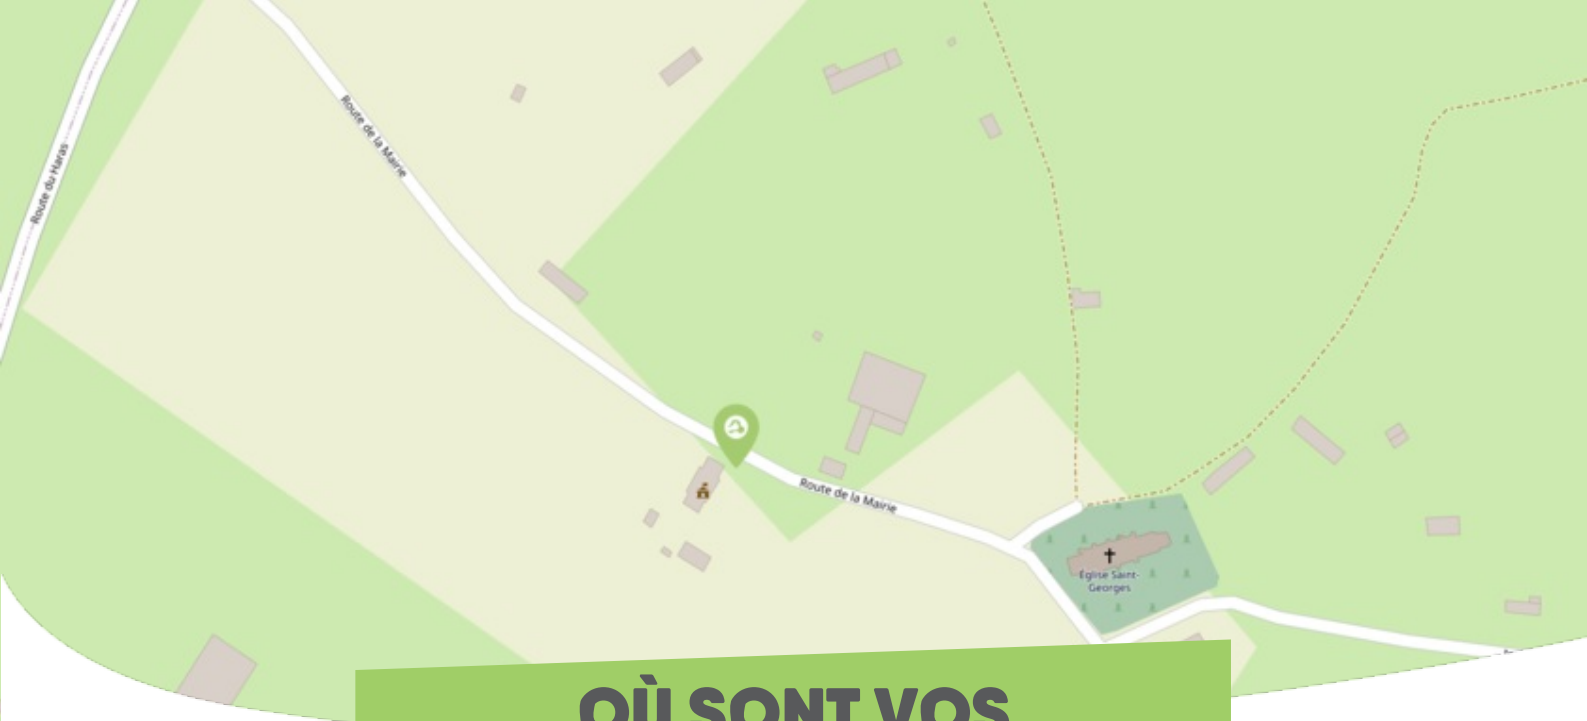 Route de la Mairie
Route du Haras
Route de la Mairie
Église Saint-
Georges
OÙ SONT VOS